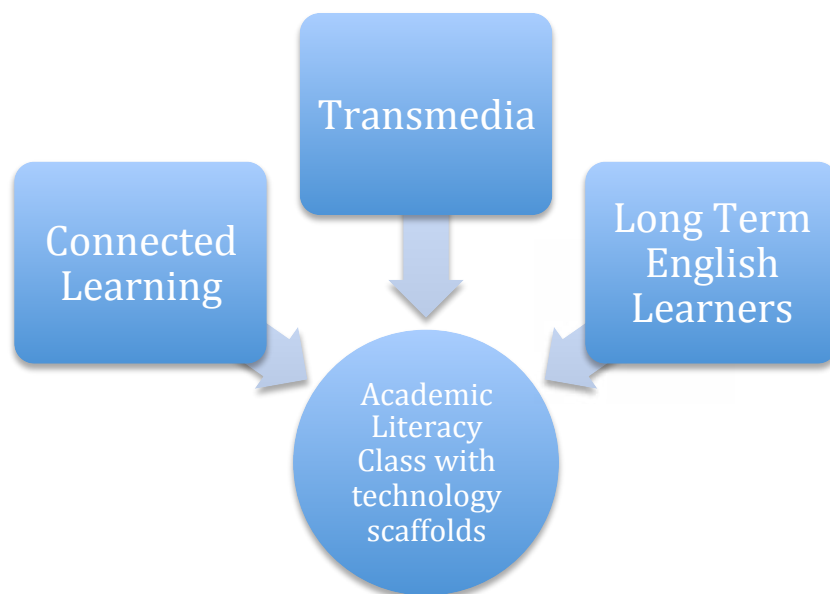 Transmedia
Connected
Learning
Long Term
English
Learners
Academic
Literacy
Class with
technology
scaffolds